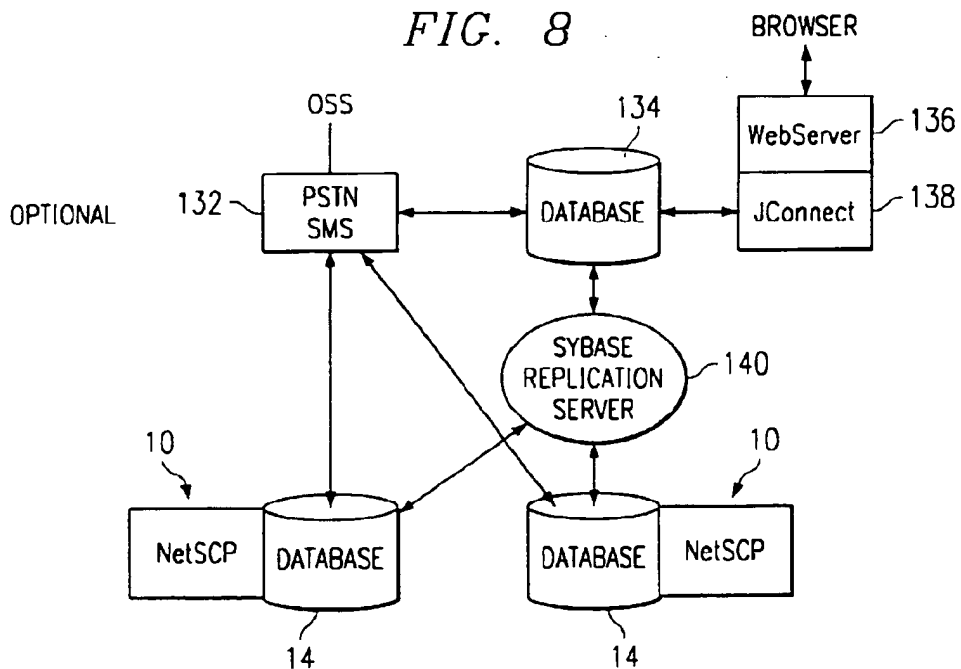 FIG. 8
BROWSER
OSS
134
WebServer
136
OPTIONAL
132
PSTN
SMS
DATABASE
JConnect
138
SYBASE
REPLICATION
SERVER
140
10
10
NetSCP
DATABASE
DATABASE
NetSCP
14
14